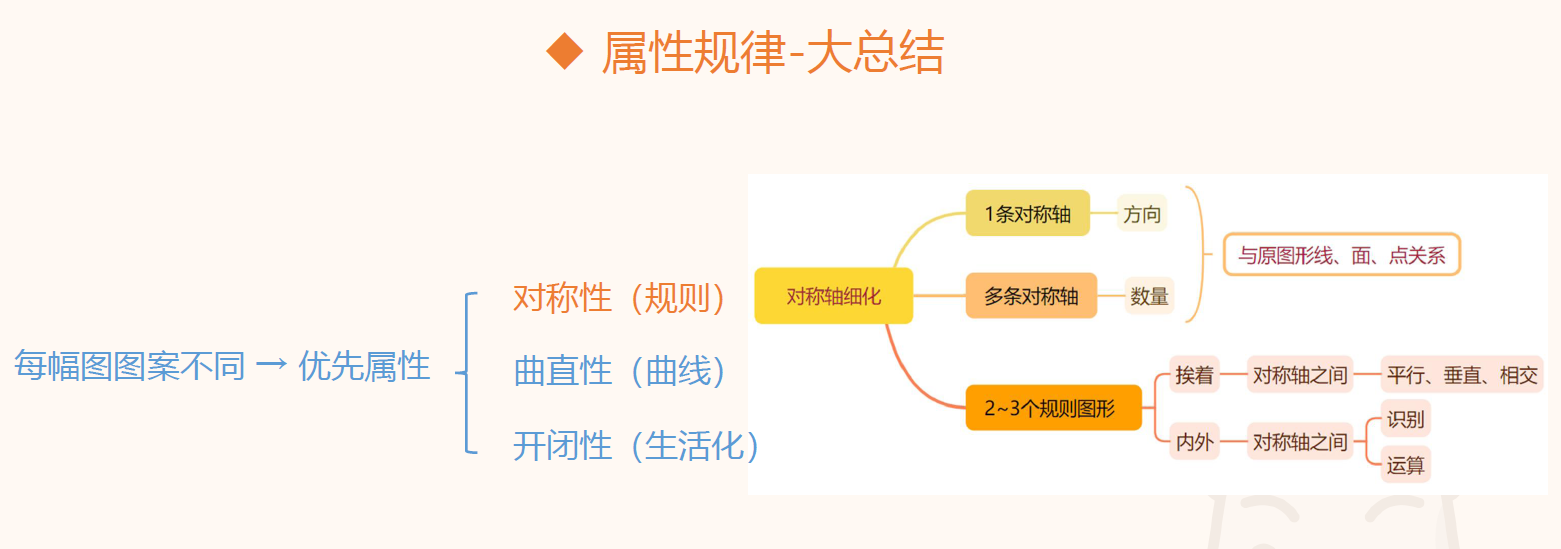 ◆ 属性规律-大总结
每幅图图案不同 → 优先属性
对称性（规则）
曲直性（曲线）
开闭性（生活化）
对称轴细化
1条对称轴
方向
多条对称轴
数量
与原图形线、面、点关系
2~3个规则图形
挨着
对称轴之间
平行、垂直、相交
内外
对称轴之间
识别
运算